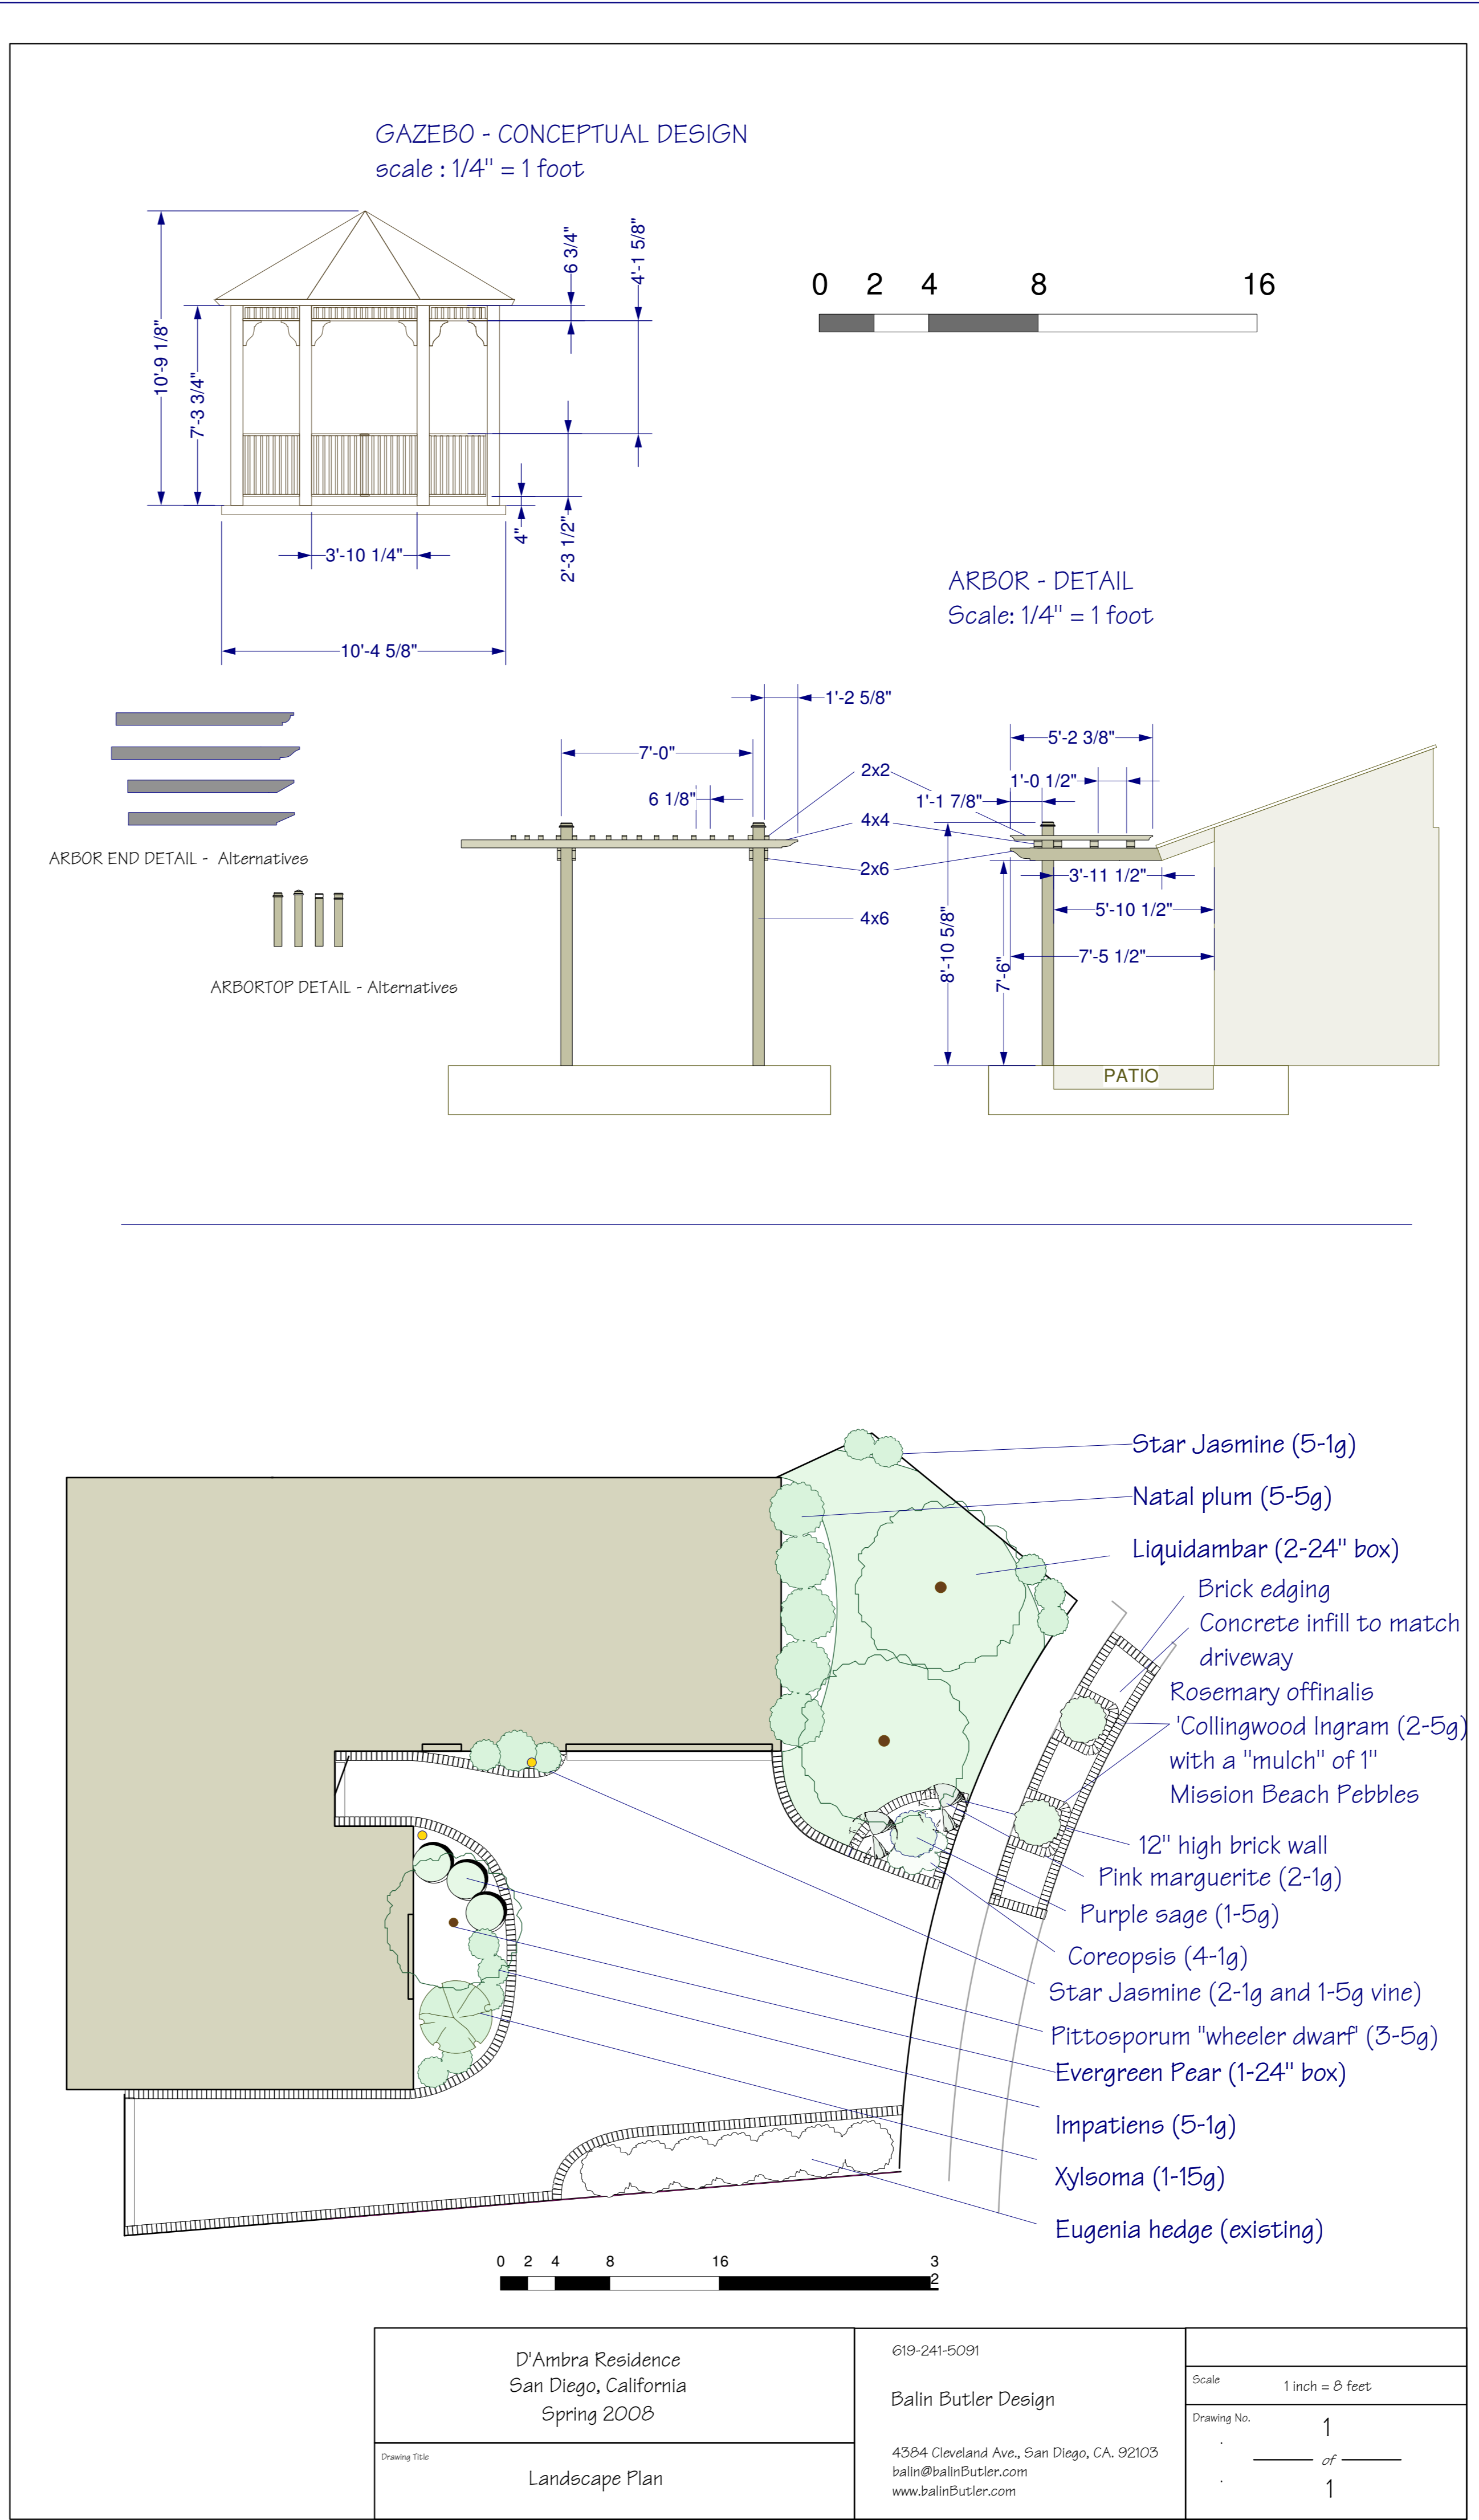 GAZEBO - CONCEPTUAL DESIGN
scale : 1/4" = 1 foot
10'-9 1/8"
7'-3 3/4"
6 3/4"
4'-1 5/8"
3'-10 1/4"
4"
2'-3 1/2"
10'-4 5/8"
0 2 4 8 16
ARBOR - DETAIL
Scale: 1/4" = 1 foot
ARBOR END DETAIL - Alternatives
ARBORTOP DETAIL - Alternatives
1'-2 5/8"
7'-0"
6 1/8"
2x2
4x4
2x6
4x6
5'-2 3/8"
1'-0 1/2"
1'-1 7/8"
3'-11 1/2"
5'-10 1/2"
7'-5 1/2"
8'-10 5/8"
7'-6"
PATIO
Star Jasmine (5-1g)
Natal plum (5-5g)
Liquidambar (2-24" box)
Brick edging
Concrete infill to match
driveway
Rosemary offinalis
'Collingwood Ingram (2-5g)
with a "mulch" of 1"
Mission Beach Pebbles
12" high brick wall
Pink marguerite (2-1g)
Purple sage (1-5g)
Coreopsis (4-1g)
Star Jasmine (2-1g and 1-5g vine)
Pittosporum "wheeler dwarf' (3-5g)
Evergreen Pear (1-24" box)
Impatiens (5-1g)
Xylsoma (1-15g)
Eugenia hedge (existing)
0 2 4 8 16 3
2
D'Ambra Residence
San Diego, California
Spring 2008
Drawing Title
Landscape Plan
619-241-5091
Balin Butler Design
4384 Cleveland Ave., San Diego, CA. 92103
balin@balinButler.com
www.balinButler.com
Scale
1 inch = 8 feet
Drawing No.
1
of
1